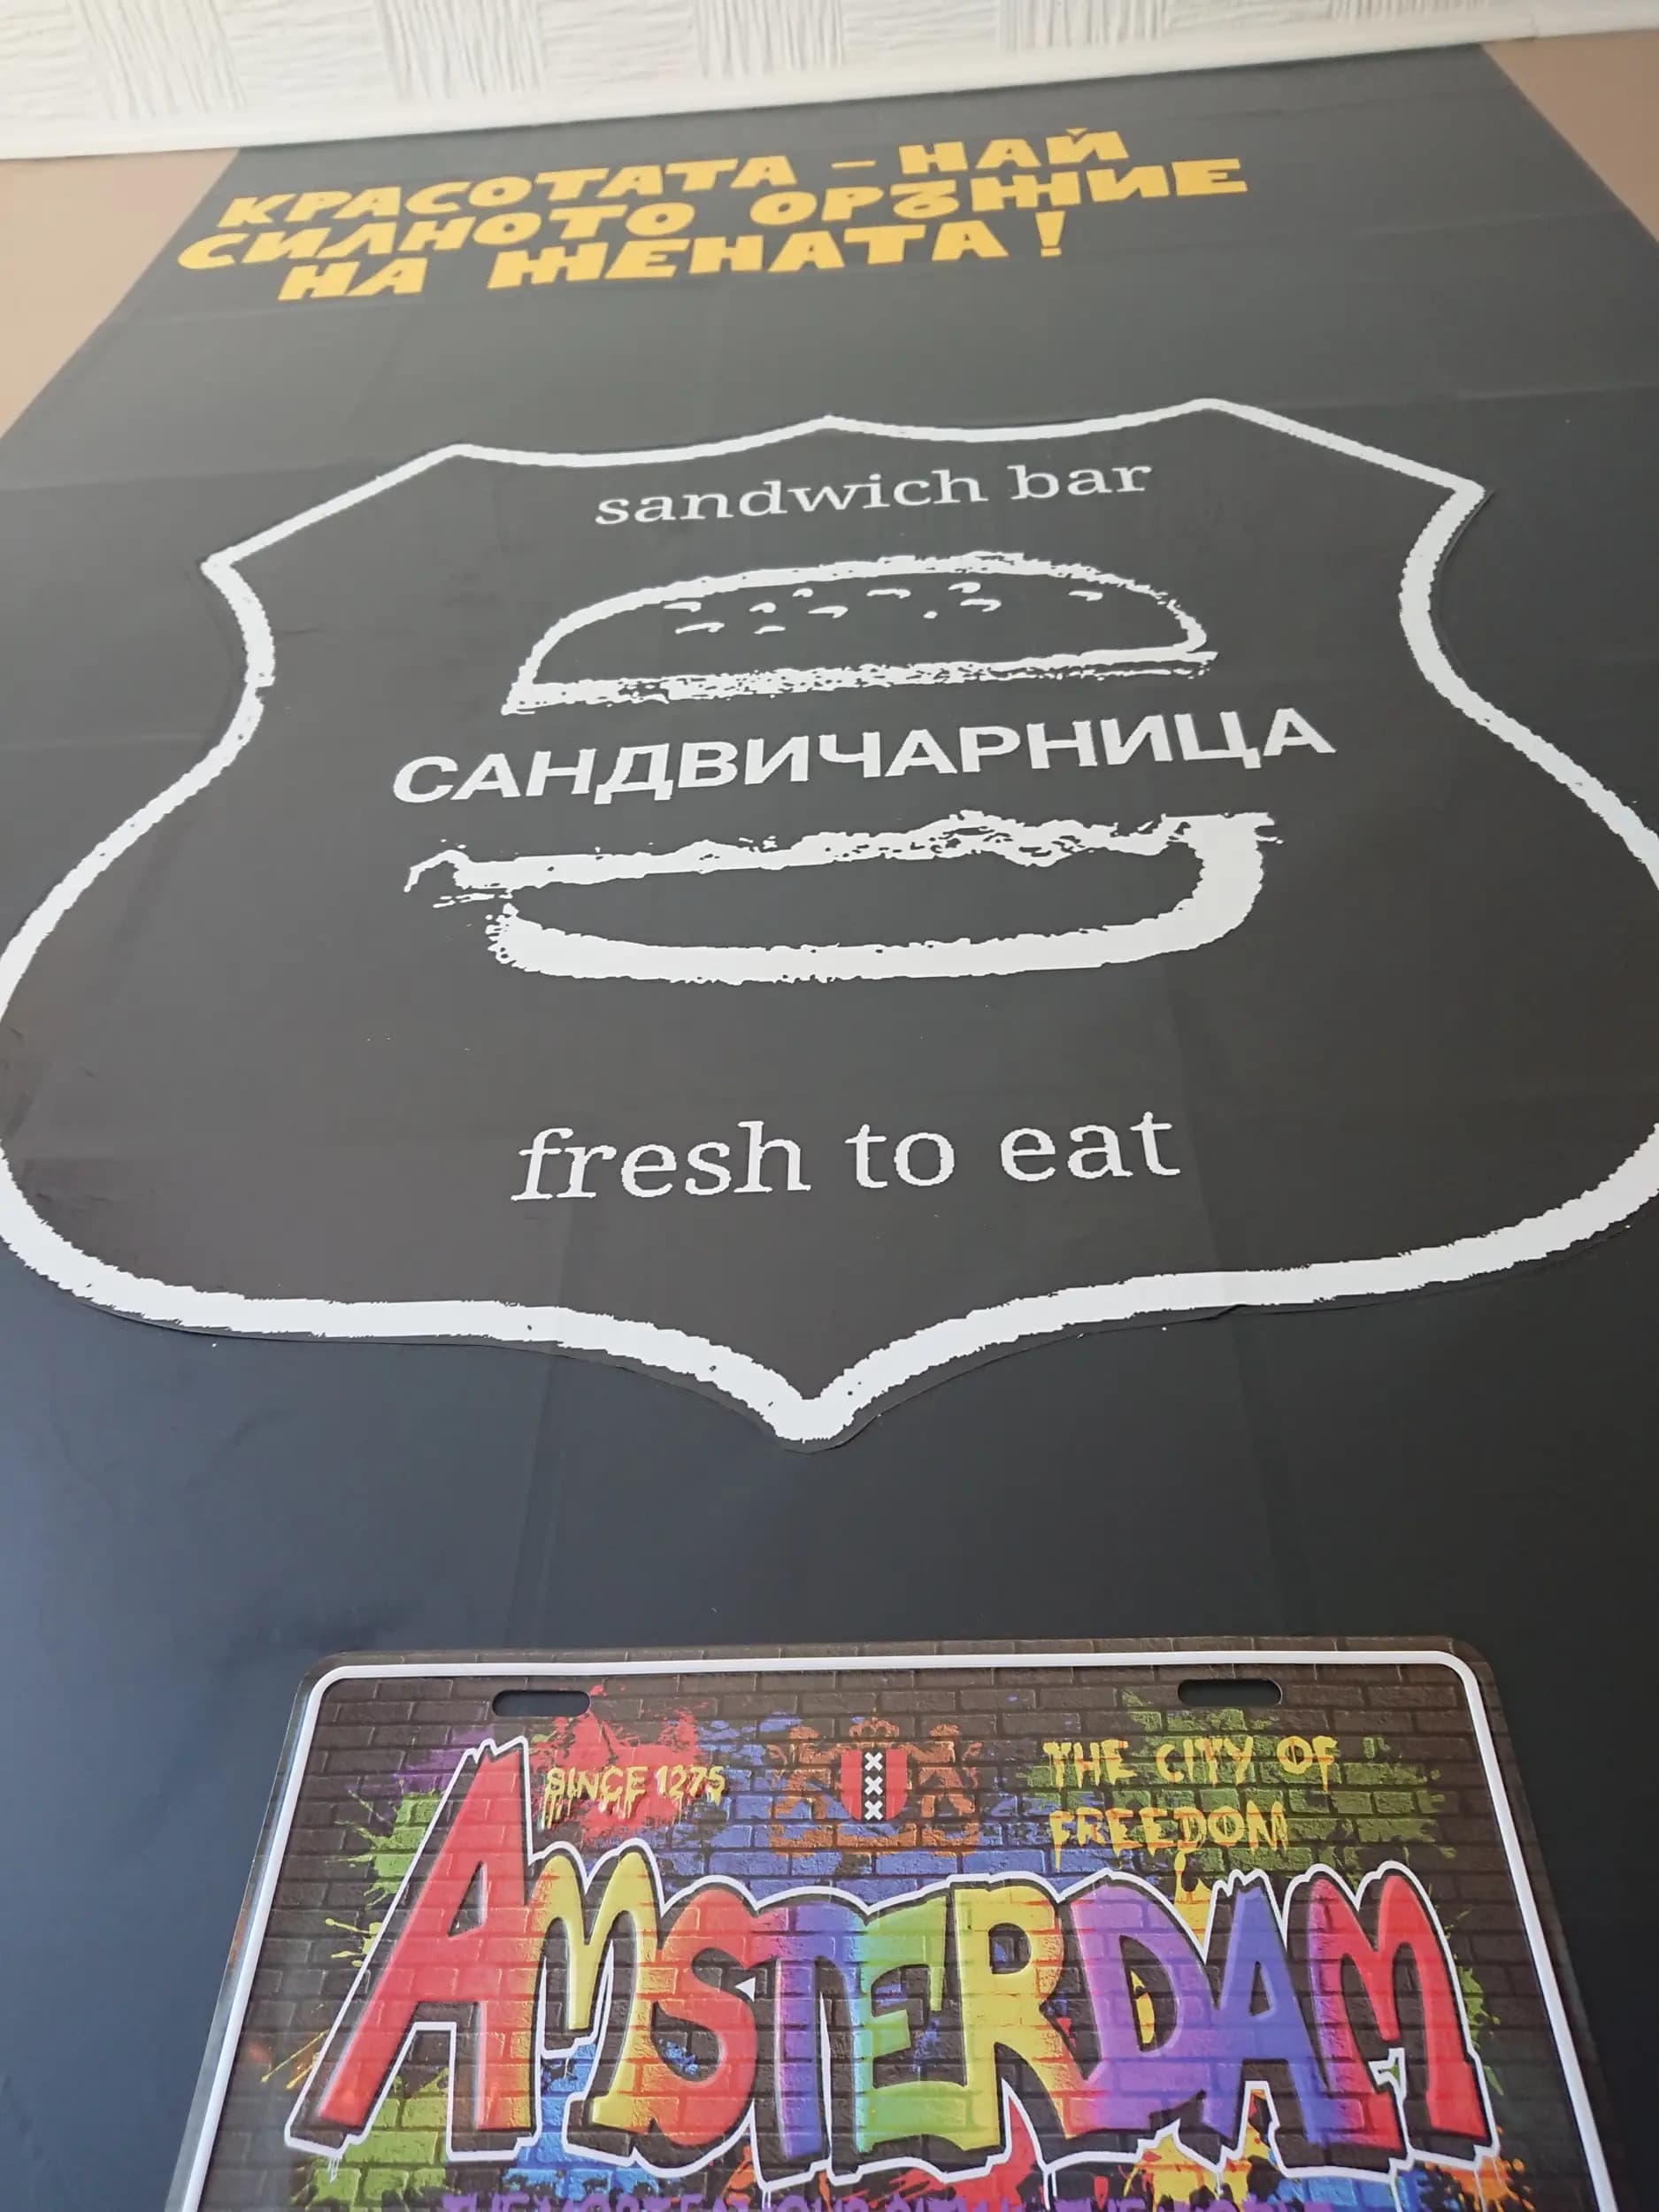 КРАСОТАТА - НАЙ
СИЛНОТО ОРЪЖИЕ
НА ЖЕНАТА!
sandwich bar
САНДВИЧАРНИЦА
fresh to eat
SINCE 1275
THE CITY OF
FREEDOM
AMSTERDAM